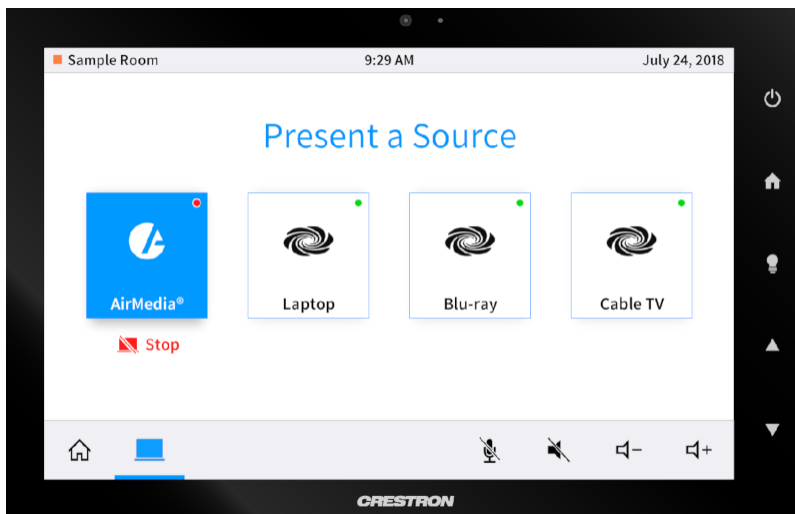 Sample Room
9:29 AM
July 24, 2018
Present a Source
AirMedia®
Laptop
Blu-ray
Cable TV
Stop
CRESTRON